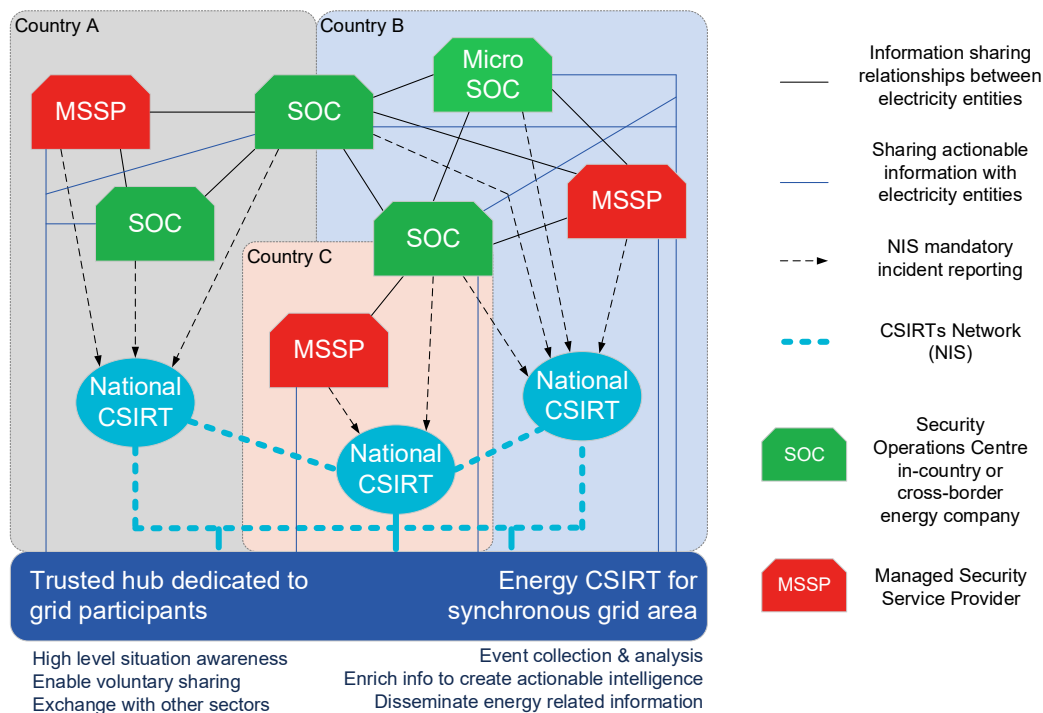 Country A
Country B
Micro
SOC
MSSP
SOC
SOC
MSSP
SOC
Country C
MSSP
National
CSIRT
National
CSIRT
National
CSIRT
Trusted hub dedicated to
grid participants
Energy CSIRT for
synchronous grid area
High level situation awareness
Enable voluntary sharing
Exchange with other sectors
Event collection & analysis
Enrich info to create actionable intelligence
Disseminate energy related information
Information sharing
relationships between
electricity entities
Sharing actionable
information with
electricity entities
NIS mandatory
incident reporting
CSIRTs Network
(NIS)
SOC
Security
Operations Centre
in-country or
cross-border
energy company
MSSP
Managed Security
Service Provider